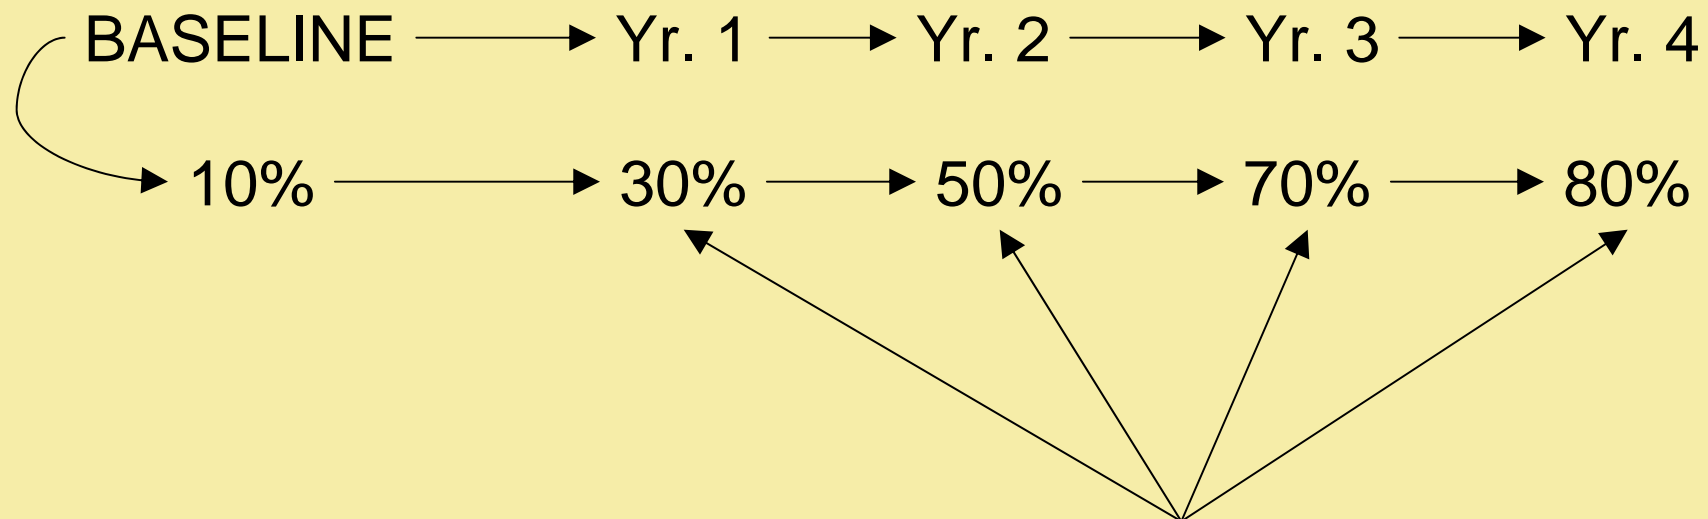 BASELINE Yr. 1 Yr. 2 Yr. 3 Yr. 4
10% 30% 50% 70% 80%